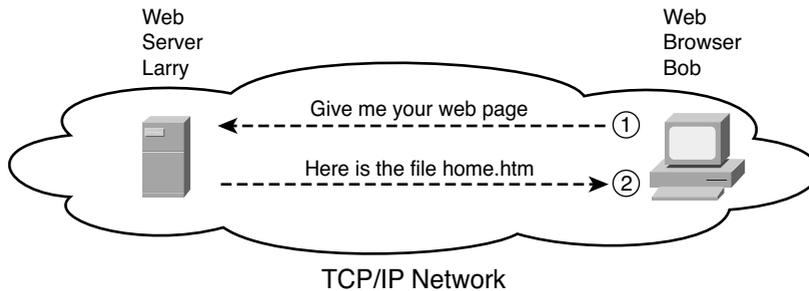 Web
Server
Larry
Web
Browser
Bob
Give me your web page
1
Here is the file home.htm
2
TCP/IP Network